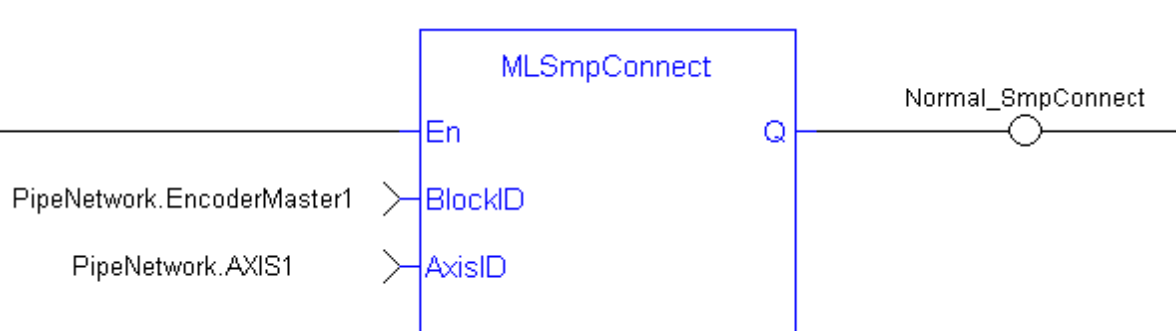 MLSmpConnect
Normal_SmpConnect
En
Q
PipeNetwork.EncoderMaster1
BlockID
PipeNetwork.AXIS1
AxisID